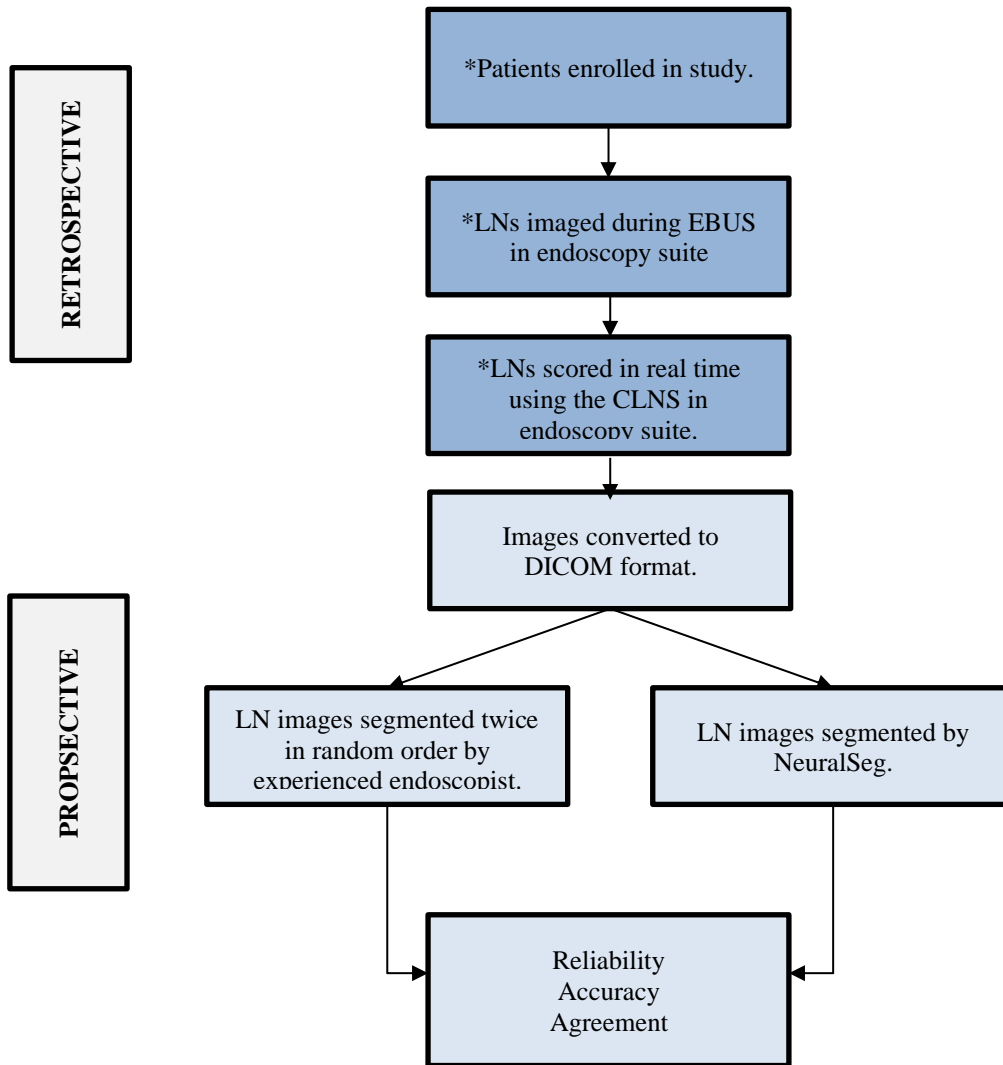 RETROSPECTIVE
*Patients enrolled in study.
*LNs imaged during EBUS
in endoscopy suite
*LNs scored in real time
using the CLNS in
endoscopy suite.
Images converted to
DICOM format.
PROPSECTIVE
LN images segmented twice
in random order by
experienced endoscopist.
LN images segmented by
NeuralSeg.
Reliability
Accuracy
Agreement